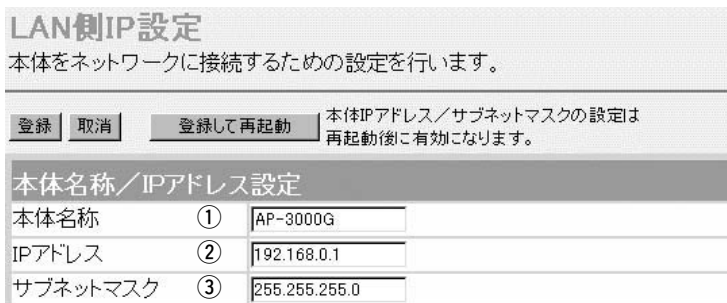 LAN側IP設定
本体をネットワークに接続するための設定を行います。
登録 取消 登録して再起動 本体IPアドレス／サブネットマスクの設定は
再起動後に有効になります。
本体名称／IPアドレス設定
本体名称 ① AP-3000G
IPアドレス ② 192.168.0.1
サブネットマスク ③ 255.255.255.0